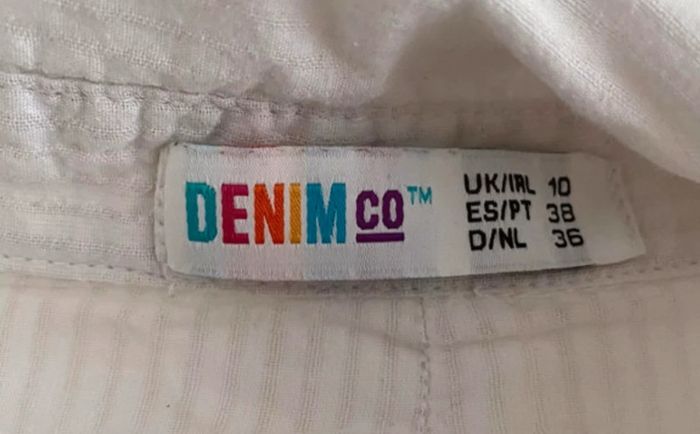 DENIM CO™
UK/IRL 10
ES/PT 38
D/NL 36